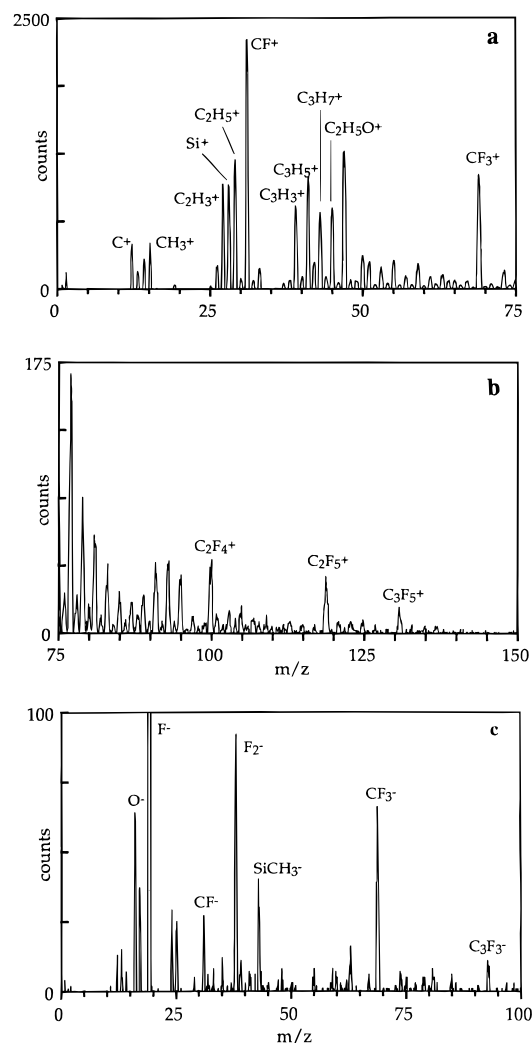 2500
a
CF+
C3H7+
C2H5+
C2H5O+
Si+
counts
C3H5+
CF3+
C2H3+
C3H3+
C+
CH3+
0
0
25
50
75
175
b
counts
C2F4+
C2F5+
C3F5+
0
75
100
125
150
m/z
100
F-
c
F2-
O-
CF3-
counts
SiCH3-
CF-
C3F3-
0
0
25
50
75
100
m/z